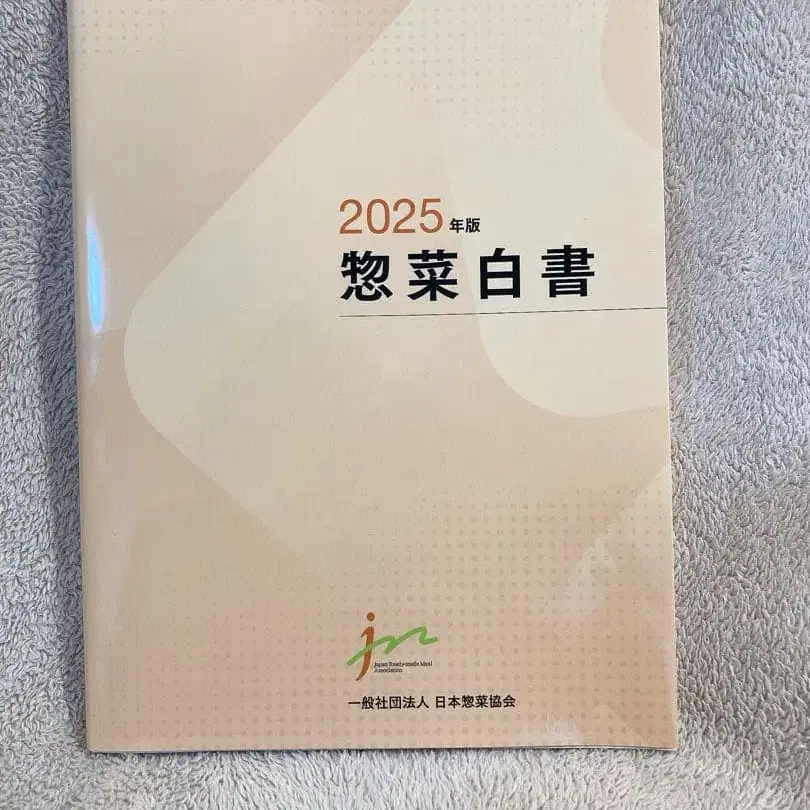 2025年版
惣菜白書
jm
Japan Ready-made Meal
Association
一般社団法人 日本惣菜協会